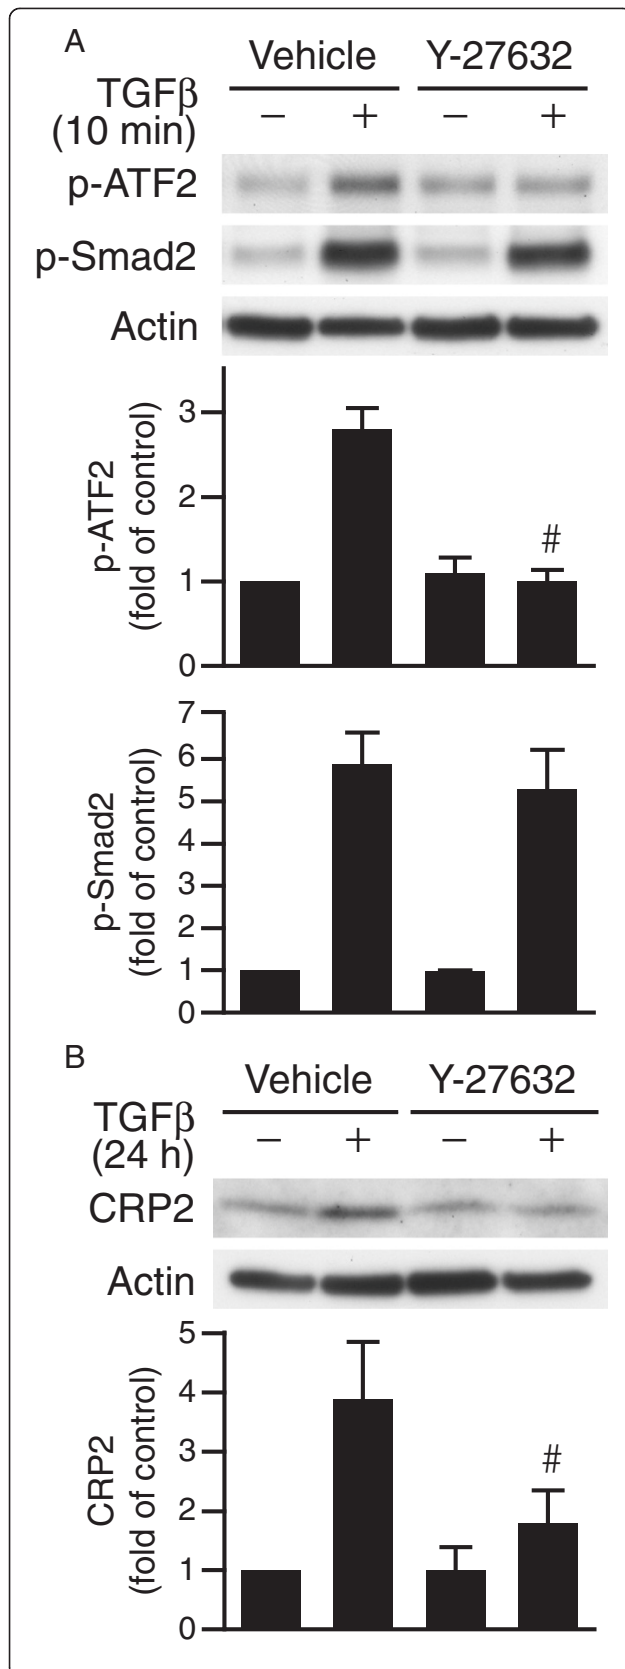 A
Vehicle Y-27632
TGFβ
(10 min) − + − +
p-ATF2
p-Smad2
Actin
p-ATF2
(fold of control)
3
2
1
0
#
p-Smad2
(fold of control)
7
6
5
4
3
2
1
0
B
Vehicle Y-27632
TGFβ
(24 h) − + − +
CRP2
Actin
CRP2
(fold of control)
5
4
3
2
1
0
#